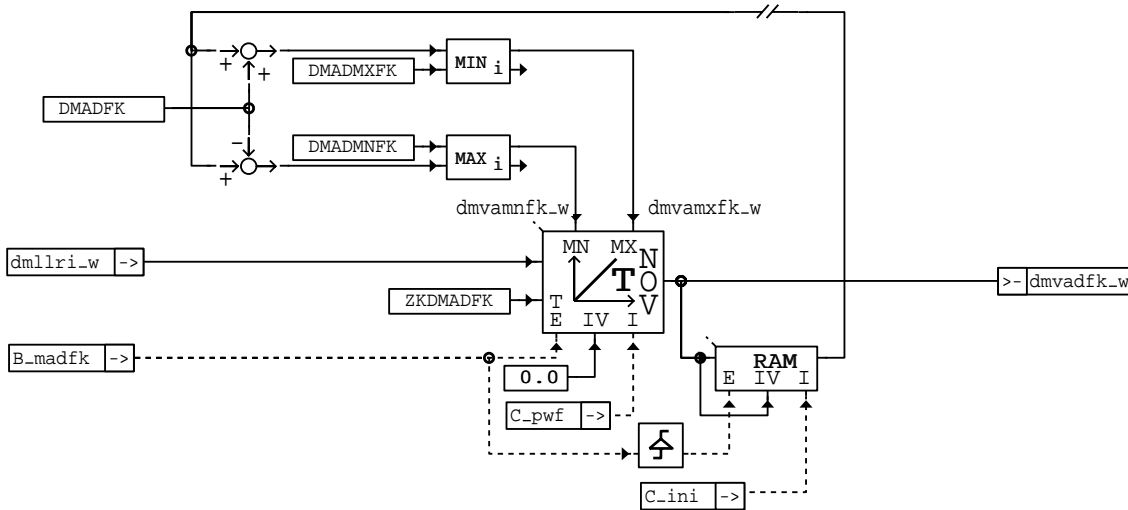 +
+
DMADMXFK
MIN i
DMADFK
−
DMADMNFK
MAX i
+
dmvamnfk_w
dmvamxfk_w
MN MX N
dmllri_w ->
T O
>- dmvadfk_w
ZKDMADFK
T V
E IV I
B_madfk ->
RAM
0.0
E IV I
C_pwf ->
C_ini ->